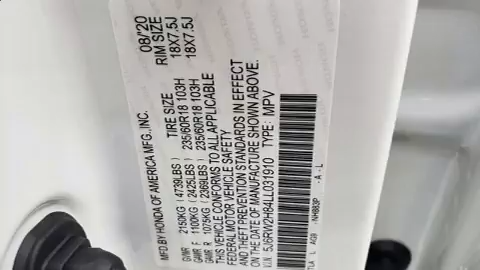 MFD.BY HONDA OF AMERICA MFG.,INC. 08/'20
TIRE SIZE RIM SIZE
GVWR 2150KG ( 4739LBS) 235/60R18 103H 18X7.5J
GAWR F 1100KG ( 2425LBS) 235/60R18 103H 18X7.5J
GAWR R 1075KG ( 2369LBS)
THIS VEHICLE CONFORMS TO ALL APPLICABLE
FEDERAL MOTOR VEHICLE SAFETY
AND THEFT PREVENTION STANDARDS IN EFFECT
ON THE DATE OF MANUFACTURE SHOWN ABOVE.
V.I.N: 5J6RW2H84LL031910 TYPE: MPV
TLA L AG9 -NH883P -A -L